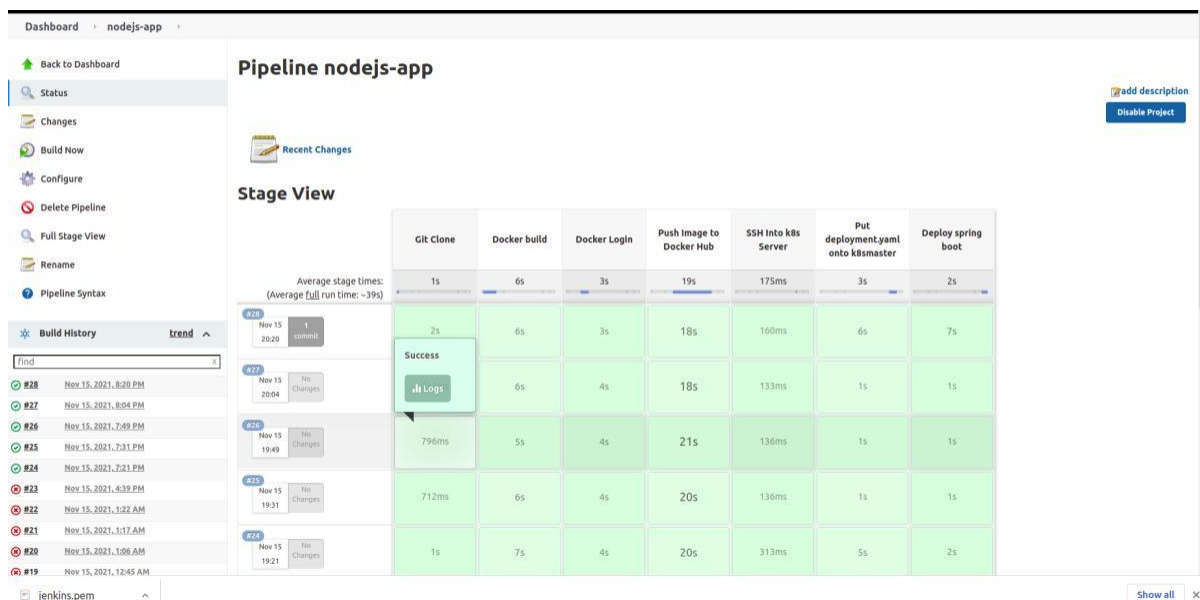 Dashboard › nodejs-app ›
Back to Dashboard
Status
Changes
Build Now
Configure
Delete Pipeline
Full Stage View
Rename
Pipeline Syntax
Build History trend
find x
#28 Nov 15, 2021, 8:20 PM
#27 Nov 15, 2021, 8:04 PM
#26 Nov 15, 2021, 7:49 PM
#25 Nov 15, 2021, 7:31 PM
#24 Nov 15, 2021, 7:21 PM
#23 Nov 15, 2021, 4:39 PM
#22 Nov 15, 2021, 1:22 AM
#21 Nov 15, 2021, 1:17 AM
#20 Nov 15, 2021, 1:06 AM
#19 Nov 15, 2021, 12:45 AM
Pipeline nodejs-app
add description
Disable Project
Recent Changes
Stage View
Git Clone
Docker build
Docker Login
Push Image to
Docker Hub
SSH Into k8s
Server
Put
deployment.yaml
onto k8smaster
Deploy spring
boot
Average stage times:
(Average full run time: ~39s)
1s 6s 3s 19s 175ms 3s 2s
#28
Nov 15
20:20
1
commit
2s 6s 3s 18s 160ms 6s 7s
Success
Logs
#27
Nov 15
20:04
No
Changes
6s 4s 18s 133ms 1s 1s
#26
Nov 15
19:49
No
Changes
796ms 5s 4s 21s 136ms 1s 1s
#25
Nov 15
19:31
No
Changes
712ms 6s 4s 20s 136ms 1s 1s
#24
Nov 15
19:21
No
Changes
1s 7s 4s 20s 313ms 5s 2s
jenkins.pem
Show all X